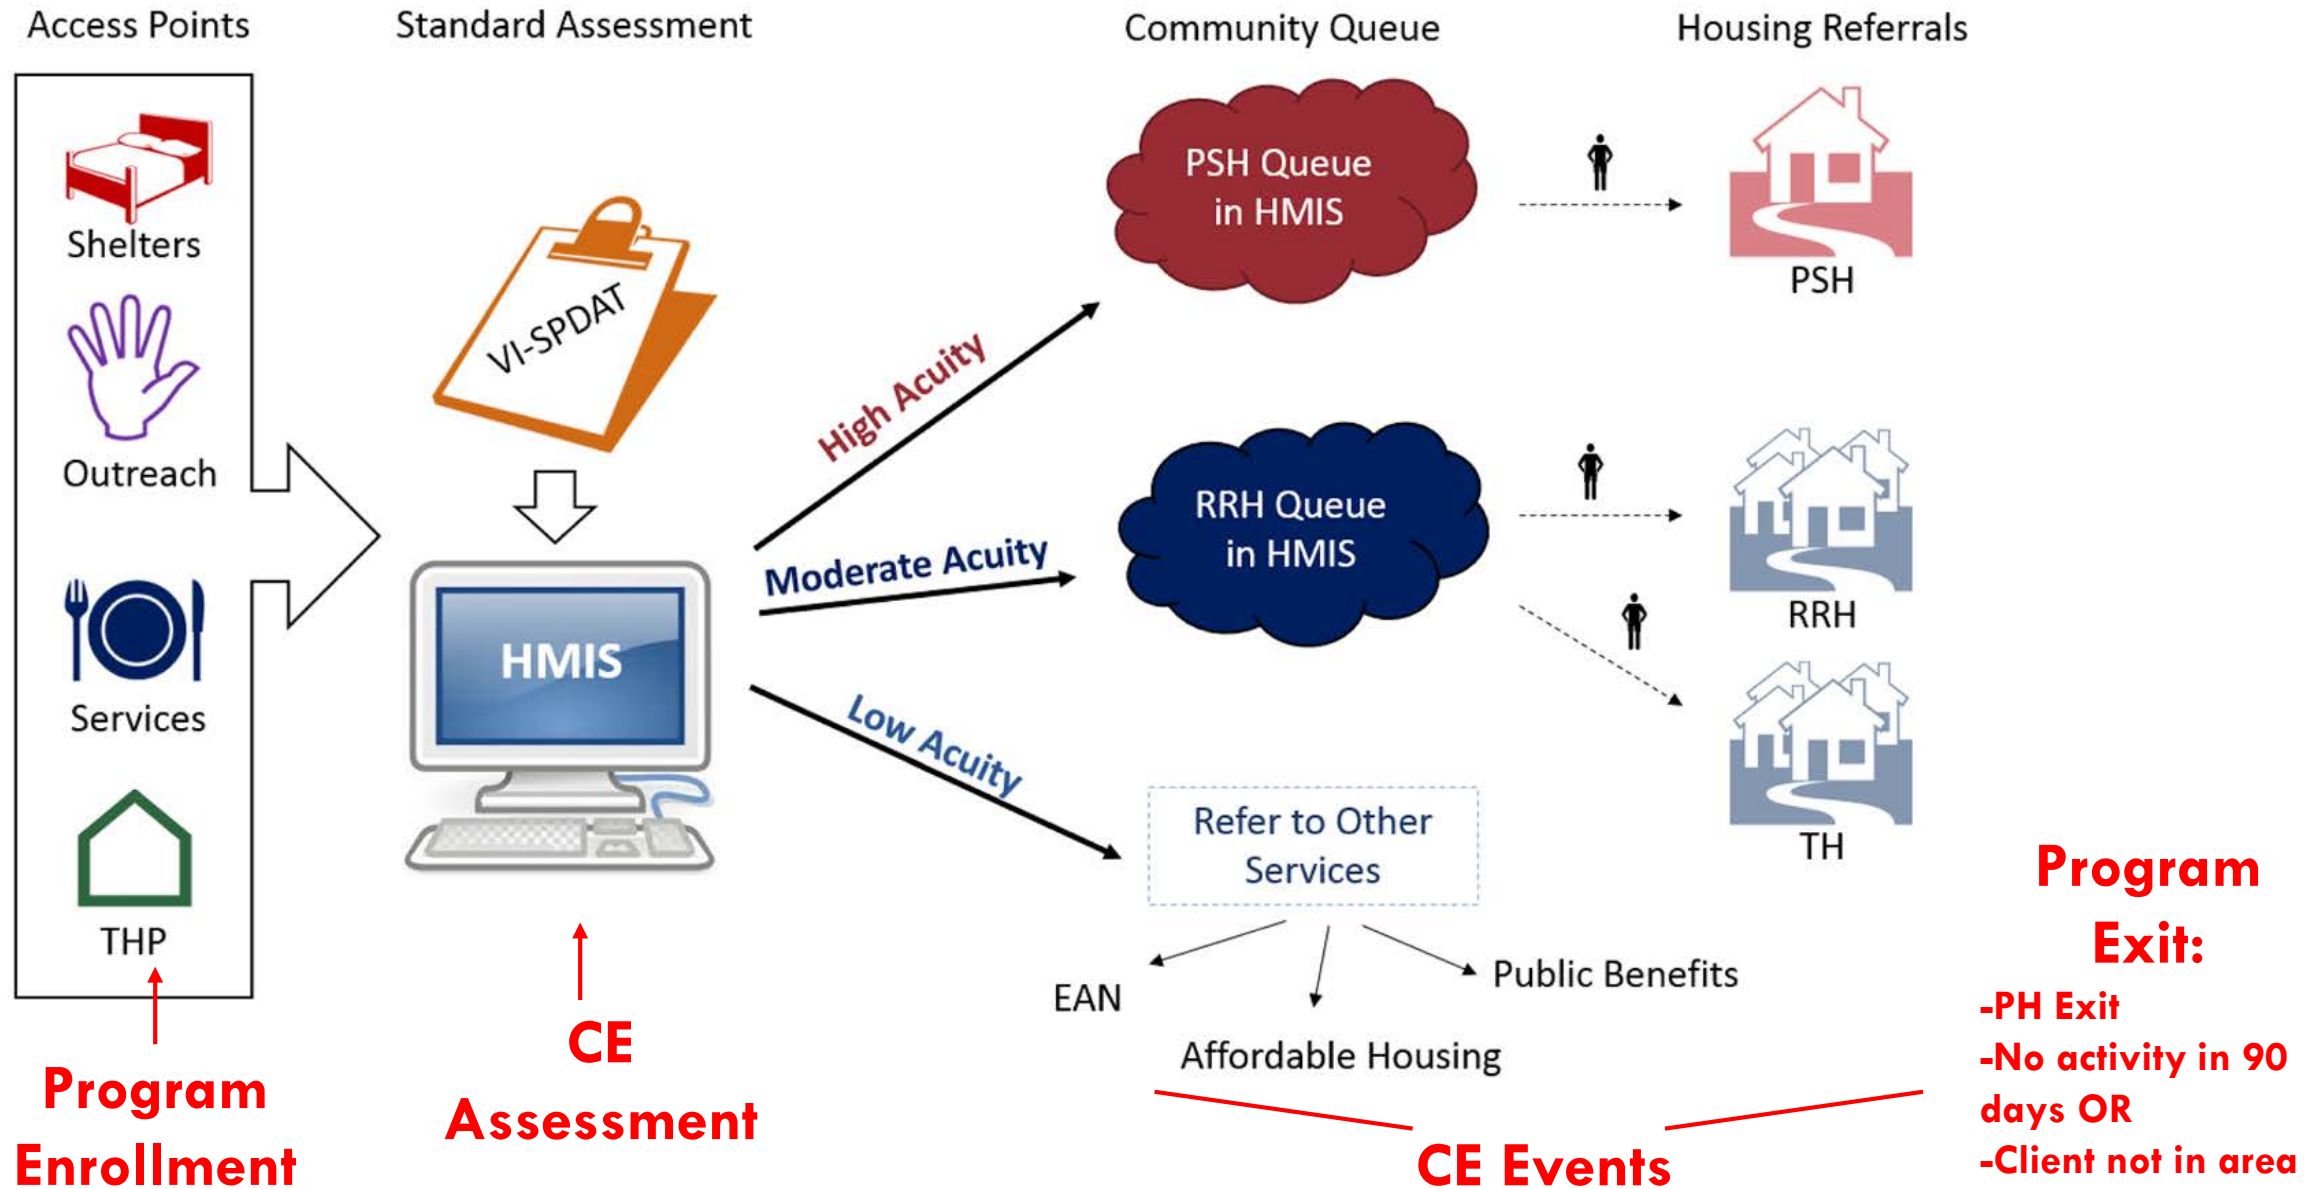 Access Points
Standard Assessment
Community Queue
Housing Referrals
Shelters
Outreach
Services
THP
VI-SPDAT
HMIS
High Acuity
Moderate Acuity
Low Acuity
PSH Queue
in HMIS
RRH Queue
in HMIS
Refer to Other
Services
EAN
Affordable Housing
Public Benefits
PSH
RRH
TH
Program
Enrollment
CE
Assessment
CE Events
Program
Exit:
-PH Exit
-No activity in 90
days OR
-Client not in area